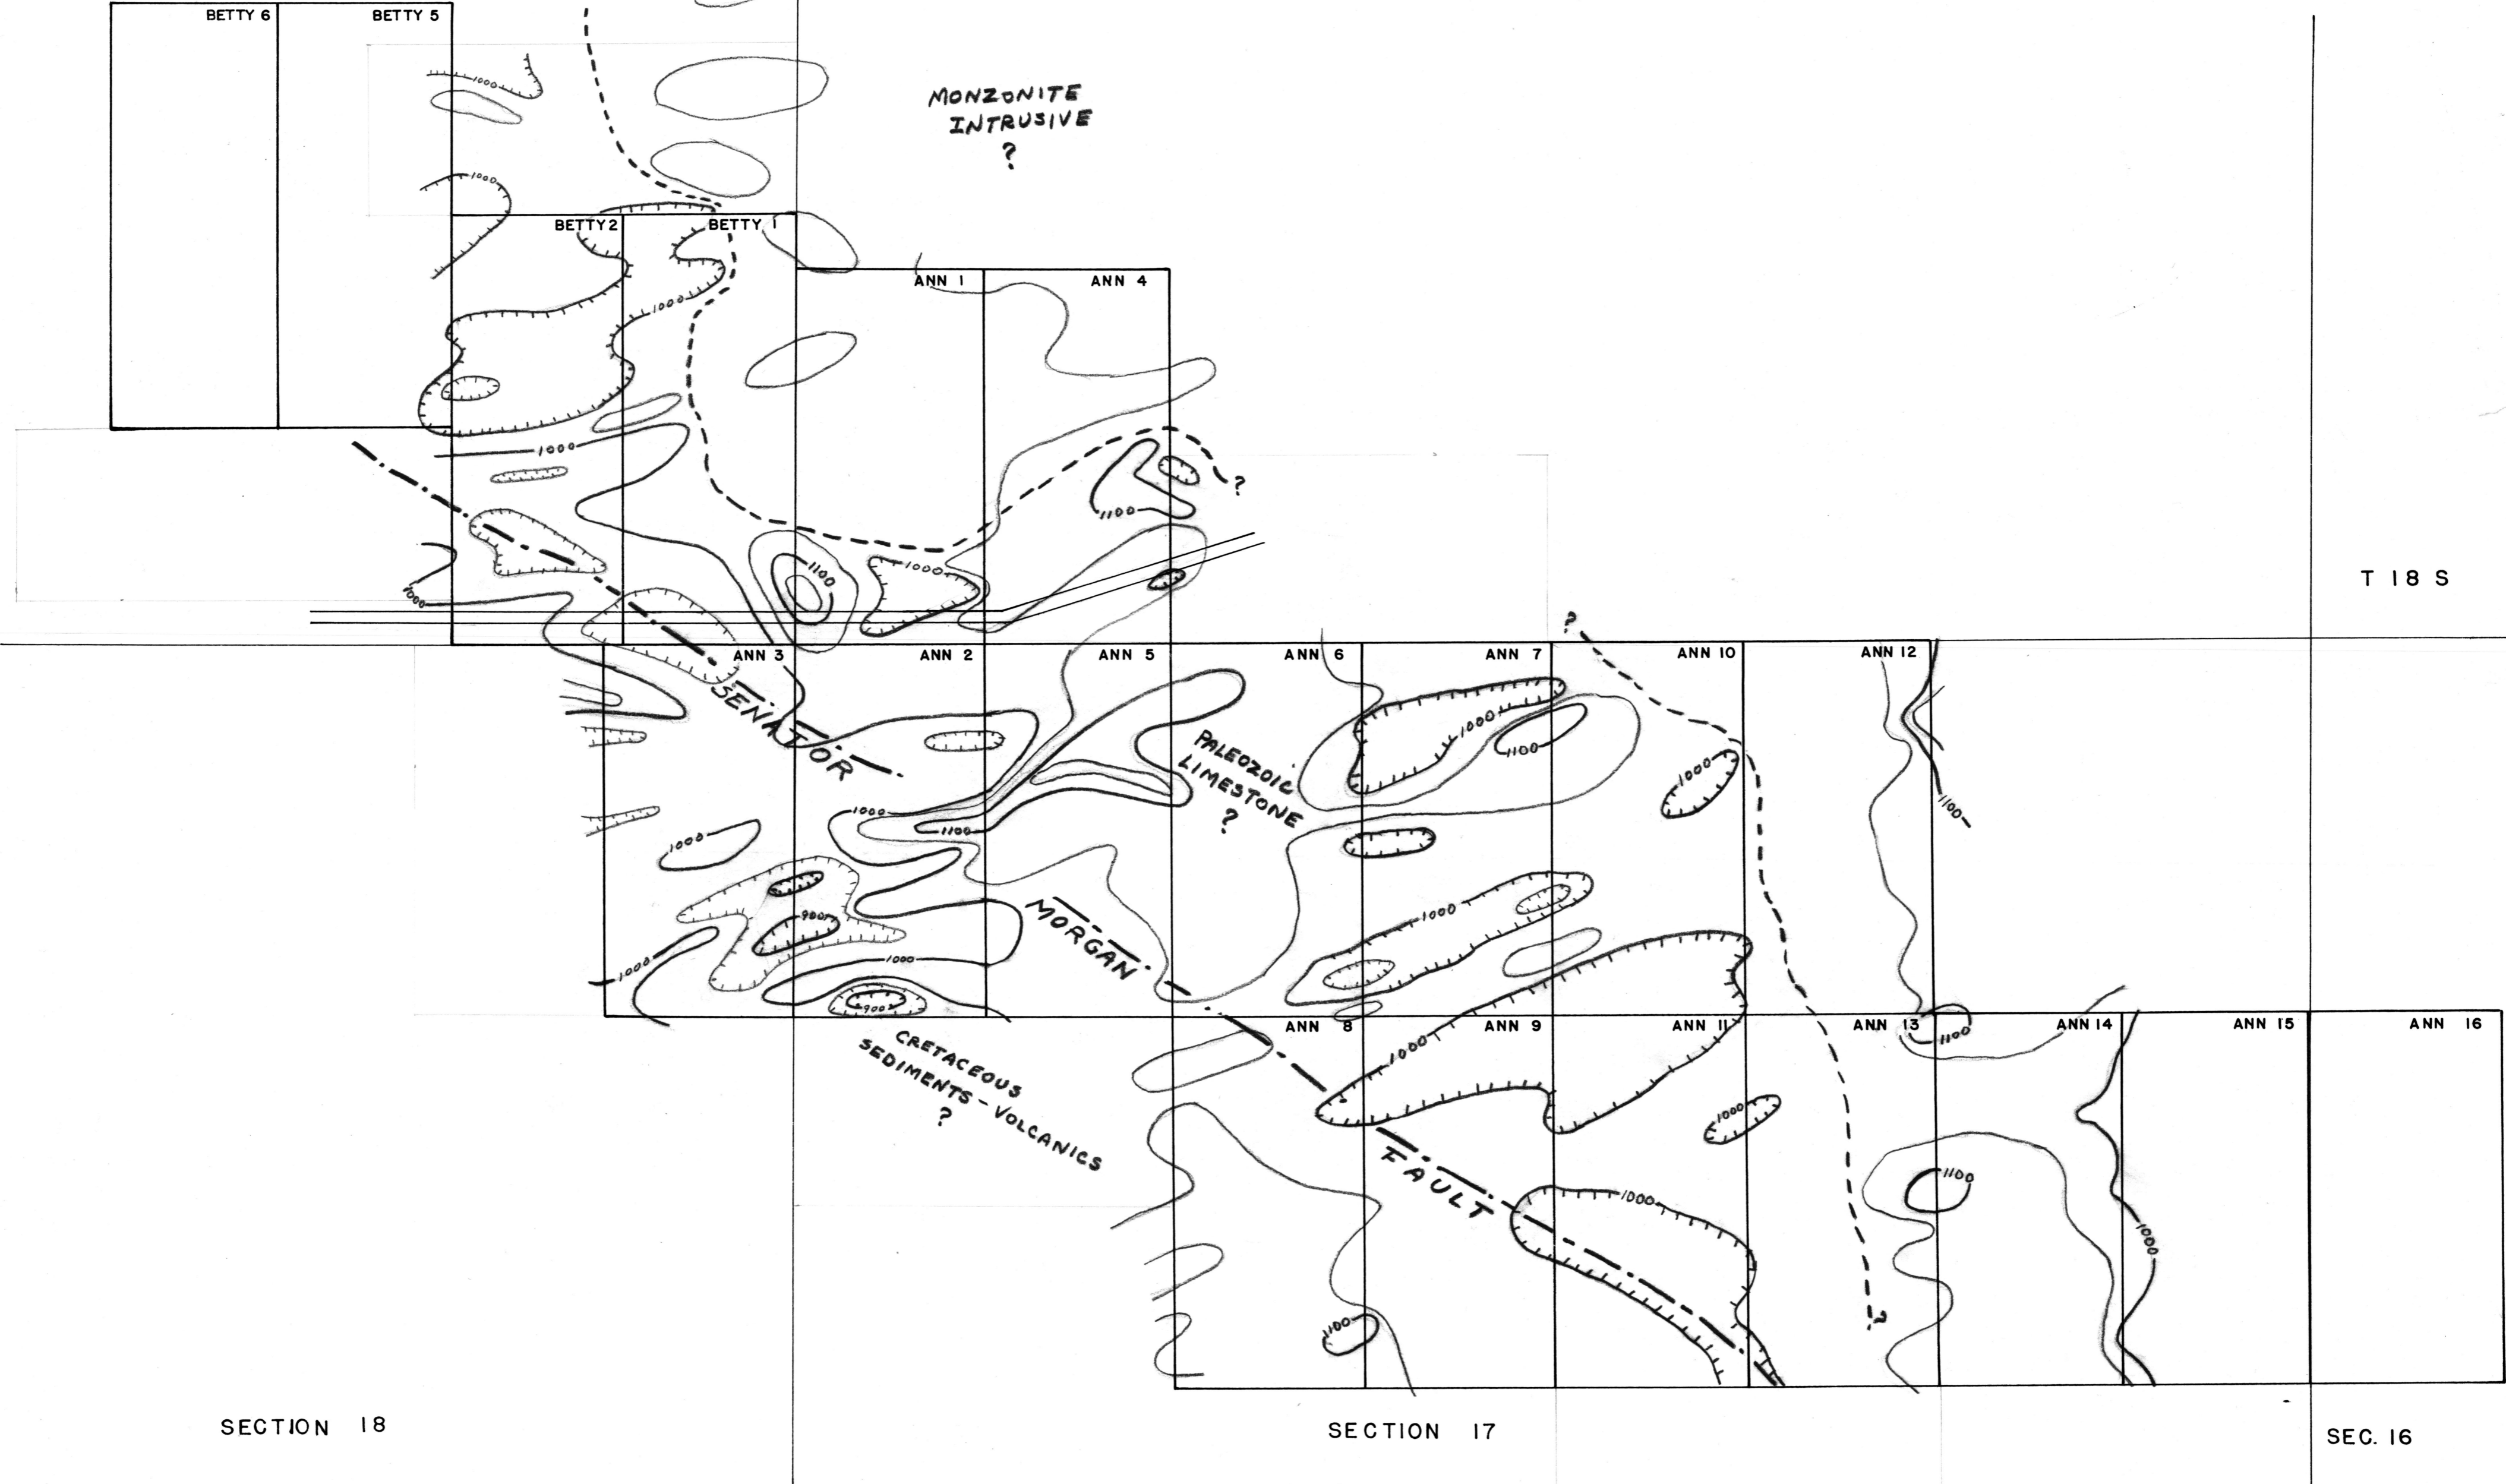 BETTY 6
BETTY 5
1000
MONZONITE
INTRUSIVE
?
1000
BETTY 2
BETTY 1
ANN 1
ANN 4
1000
1000
?
1100
1100
1000
T 18 S
1000
?
ANN 3
ANN 2
ANN 5
ANN 6
ANN 7
ANN 10
ANN 12
SENATOR
1000
1100
PALEOZOIC
LIMESTONE
?
1000
1100
1000
1100
1000
900
1000
MORGAN
1000
1000
900
ANN 8
ANN 9
ANN 11
ANN 13
1100
ANN 14
ANN 15
ANN 16
CRETACEOUS
SEDIMENTS - VOLCANICS
?
1000
1000
FAULT
1000
1100
1000
1100
?
SECTION 18
SECTION 17
SEC. 16